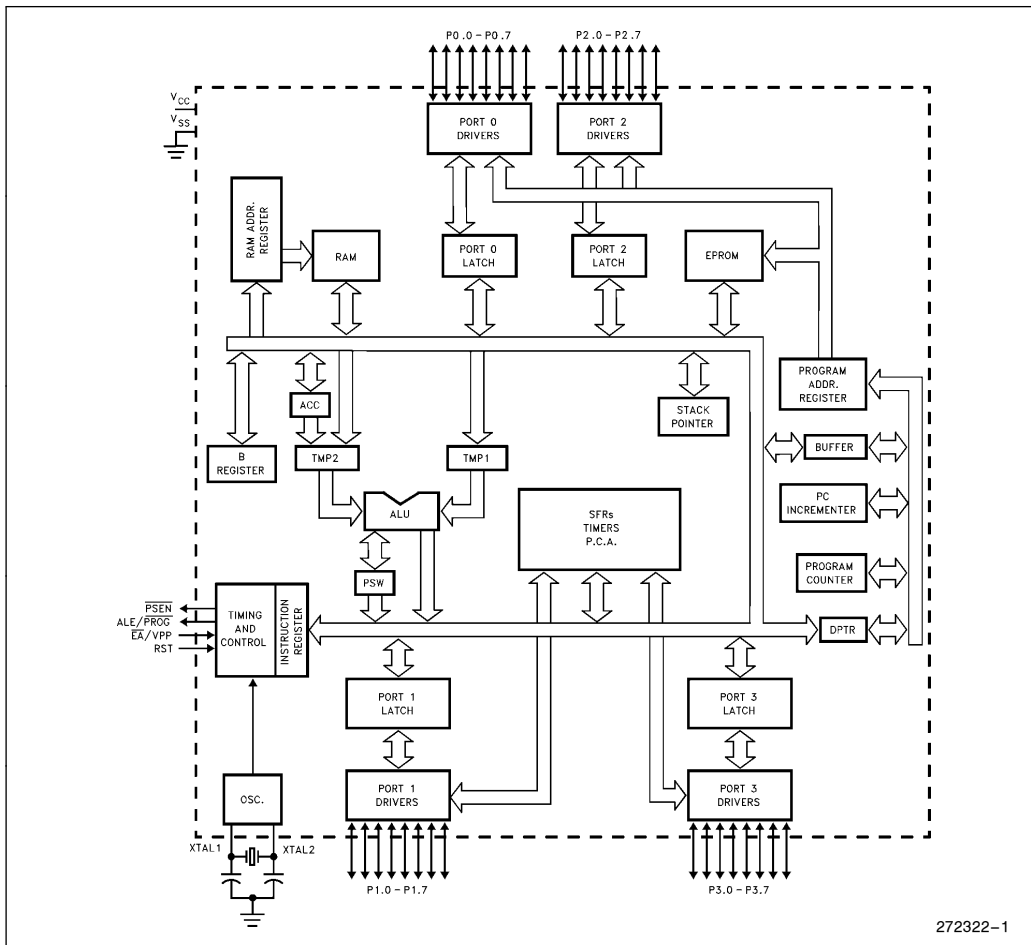 P0.0 – P0.7
P2.0 – P2.7
VCC
VSS
PORT 0
DRIVERS
PORT 2
DRIVERS
RAM ADDR.
REGISTER
RAM
PORT 0
LATCH
PORT 2
LATCH
EPROM
PROGRAM
ADDR.
REGISTER
ACC
STACK
POINTER
B
REGISTER
TMP2
TMP1
BUFFER
ALU
SFRs
TIMERS
P.C.A.
PC
INCREMENTER
PSW
PROGRAM
COUNTER
PSEN
ALE/PROG
EA/VPP
RST
TIMING
AND
CONTROL
INSTRUCTION
REGISTER
DPTR
PORT 1
LATCH
PORT 3
LATCH
OSC.
PORT 1
DRIVERS
PORT 3
DRIVERS
XTAL1
XTAL2
P1.0 – P1.7
P3.0 – P3.7
272322–1